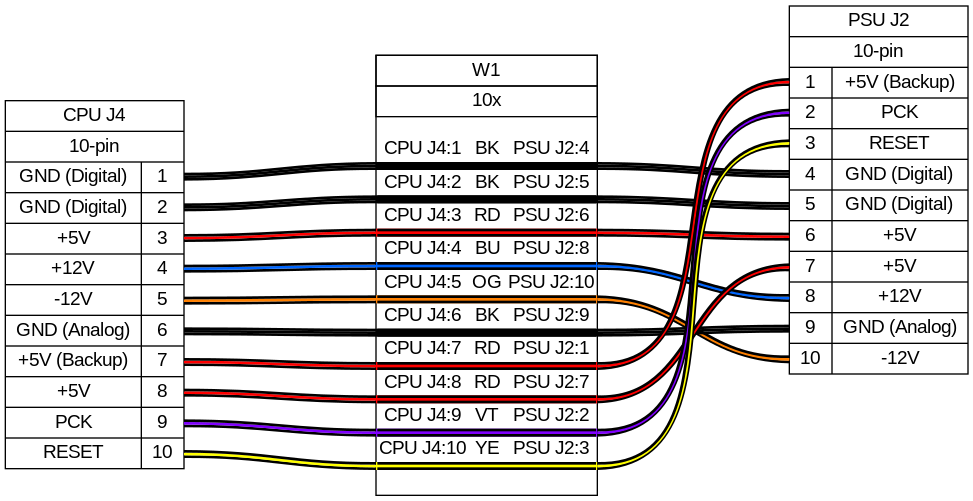 CPU J4
10-pin
GND (Digital) 1
GND (Digital) 2
+5V 3
+12V 4
-12V 5
GND (Analog) 6
+5V (Backup) 7
+5V 8
PCK 9
RESET 10
W1
10x
CPU J4:1 BK PSU J2:4
CPU J4:2 BK PSU J2:5
CPU J4:3 RD PSU J2:6
CPU J4:4 BU PSU J2:8
CPU J4:5 OG PSU J2:10
CPU J4:6 BK PSU J2:9
CPU J4:7 RD PSU J2:1
CPU J4:8 RD PSU J2:7
CPU J4:9 VT PSU J2:2
CPU J4:10 YE PSU J2:3
PSU J2
10-pin
1 +5V (Backup)
2 PCK
3 RESET
4 GND (Digital)
5 GND (Digital)
6 +5V
7 +5V
8 +12V
9 GND (Analog)
10 -12V